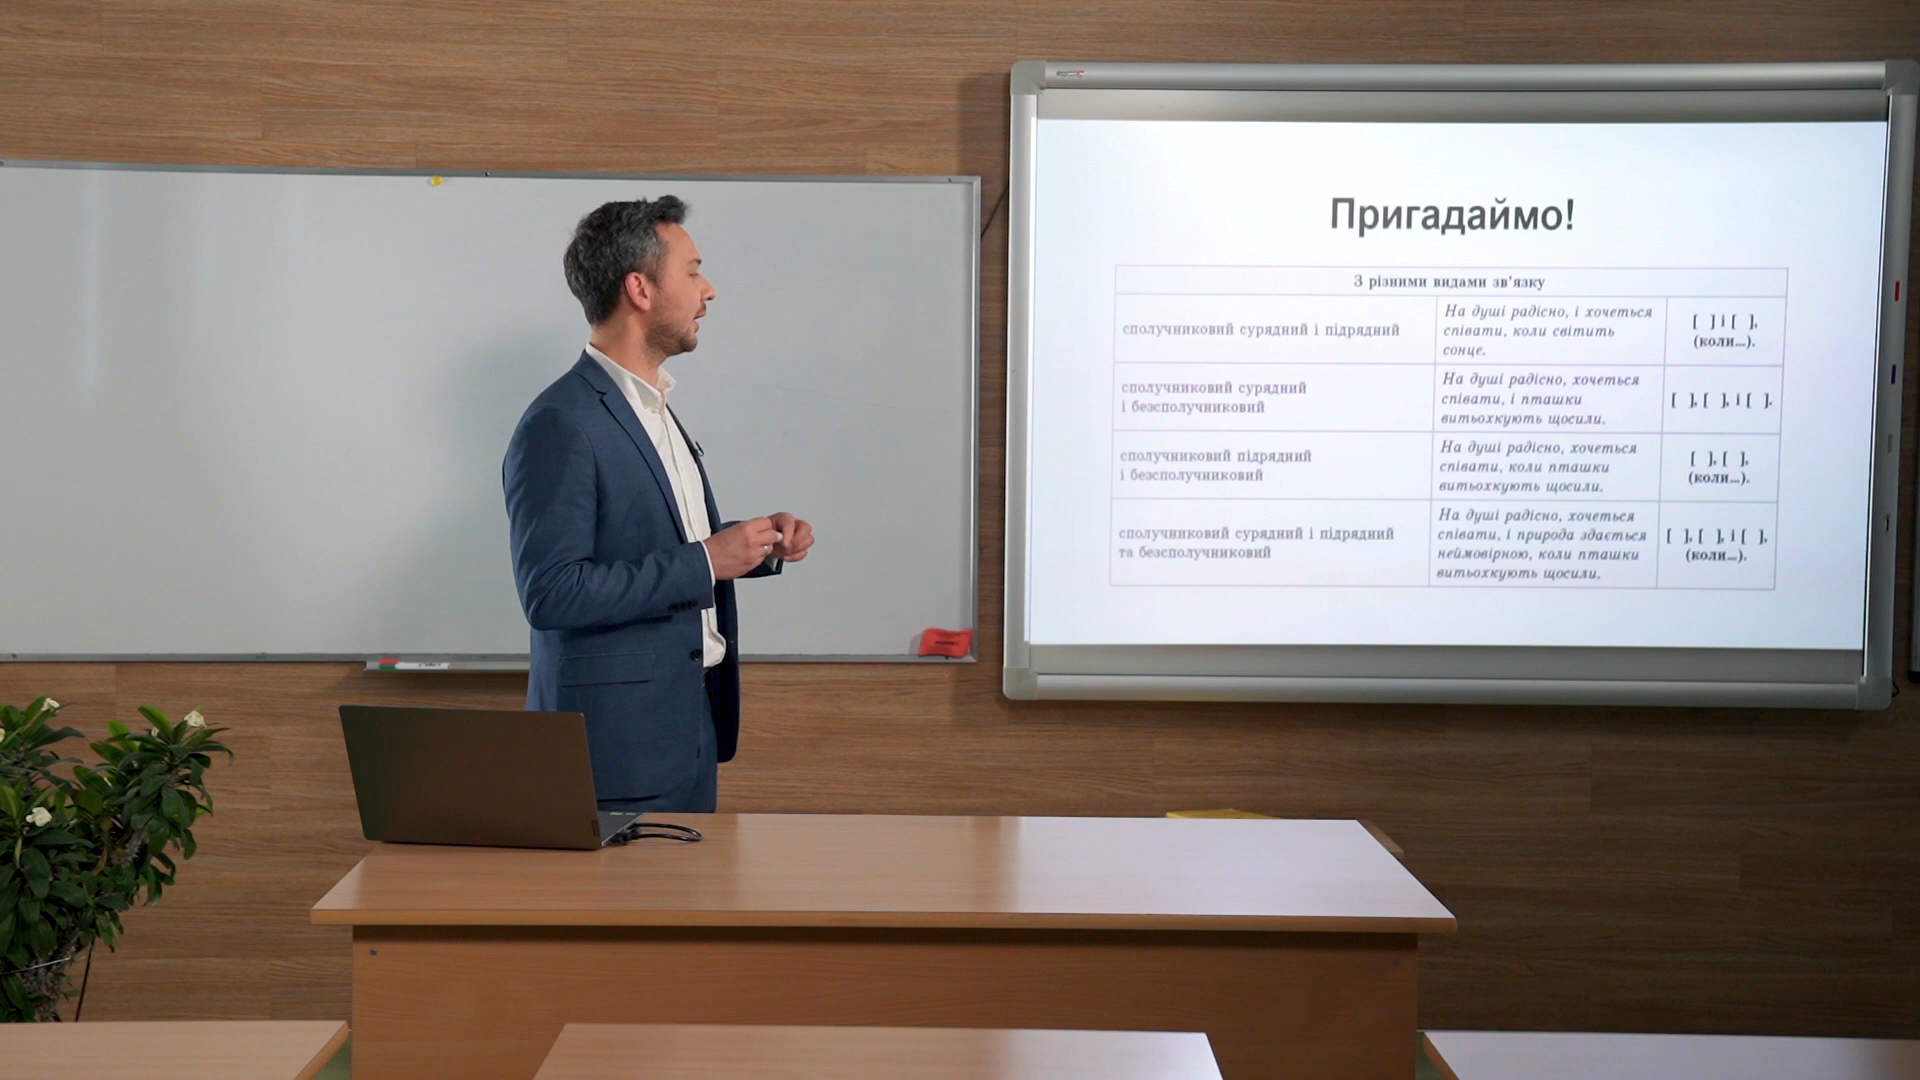 Пригадаймо!
З різними видами зв'язку
сполучниковий сурядний і підрядний
На душі радісно, і хочеться
співати, коли світить
сонце.
[ ] і [ ],
(коли...).
сполучниковий сурядний
і безсполучниковий
На душі радісно, хочеться
співати, і пташки
витьохкують щосили.
[ ], [ ], і [ ].
сполучниковий підрядний
і безсполучниковий
На душі радісно, хочеться
співати, коли пташки
витьохкують щосили.
[ ], [ ],
(коли...).
сполучниковий сурядний і підрядний
та безсполучниковий
На душі радісно, хочеться
співати, і природа здається
неймовірною, коли пташки
витьохкують щосили.
[ ], [ ], і [ ],
(коли...).